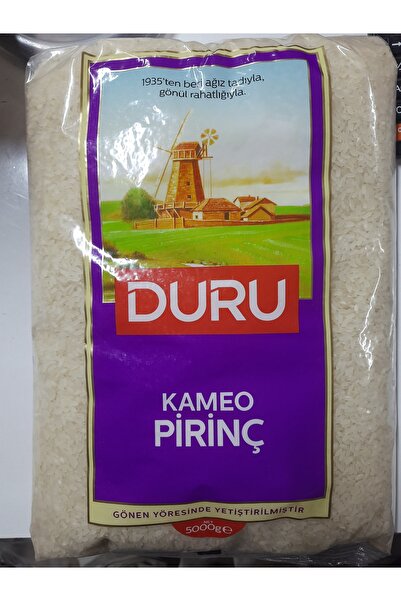 1935'ten beri ağız tadıyla,
gönül rahatlığıyla.
DURU
KAMEO
PİRİNÇ
GÖNEN YÖRESİNDE YETİŞTİRİLMİŞTİR
5000g℮